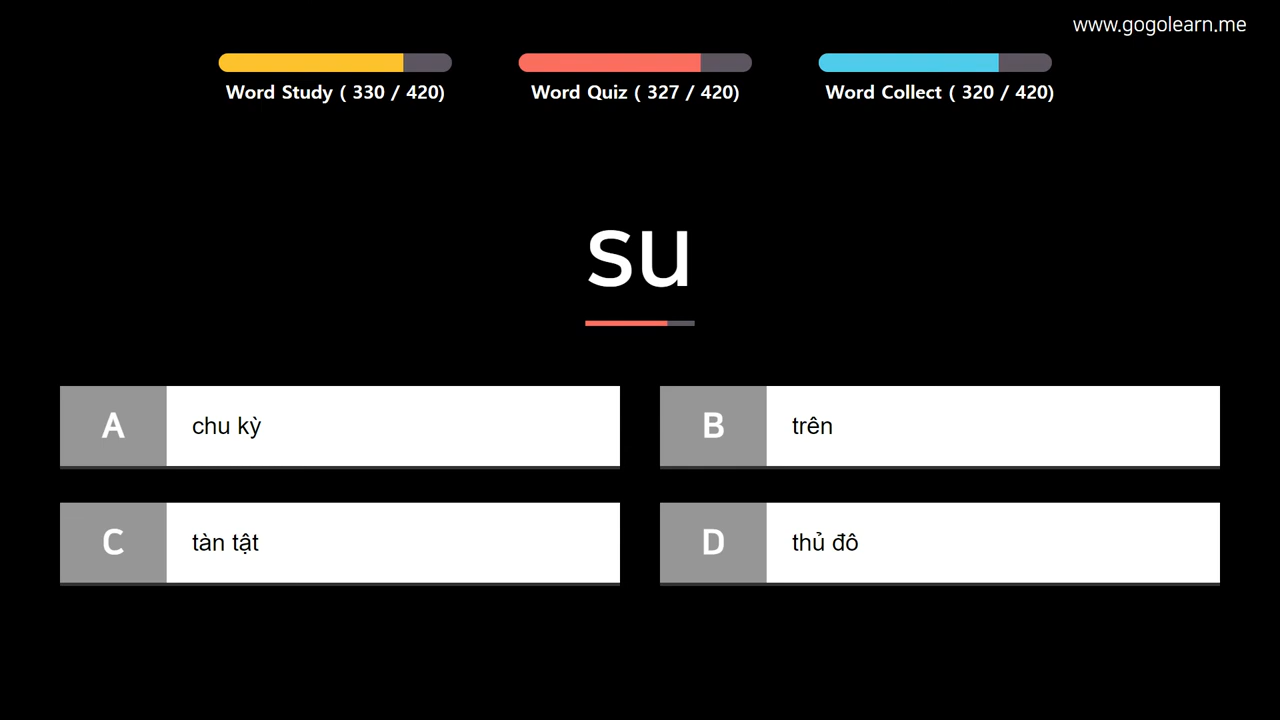 www.gogolearn.me
Word Study ( 330 / 420)
Word Quiz ( 327 / 420)
Word Collect ( 320 / 420)
su
A chu kỳ
B trên
C tàn tật
D thủ đô